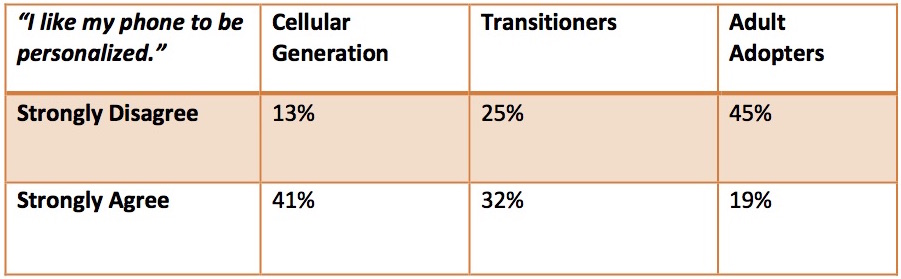 “I like my phone to be personalized.” Cellular Generation Transitioners Adult Adopters
Strongly Disagree 13% 25% 45%
Strongly Agree 41% 32% 19%